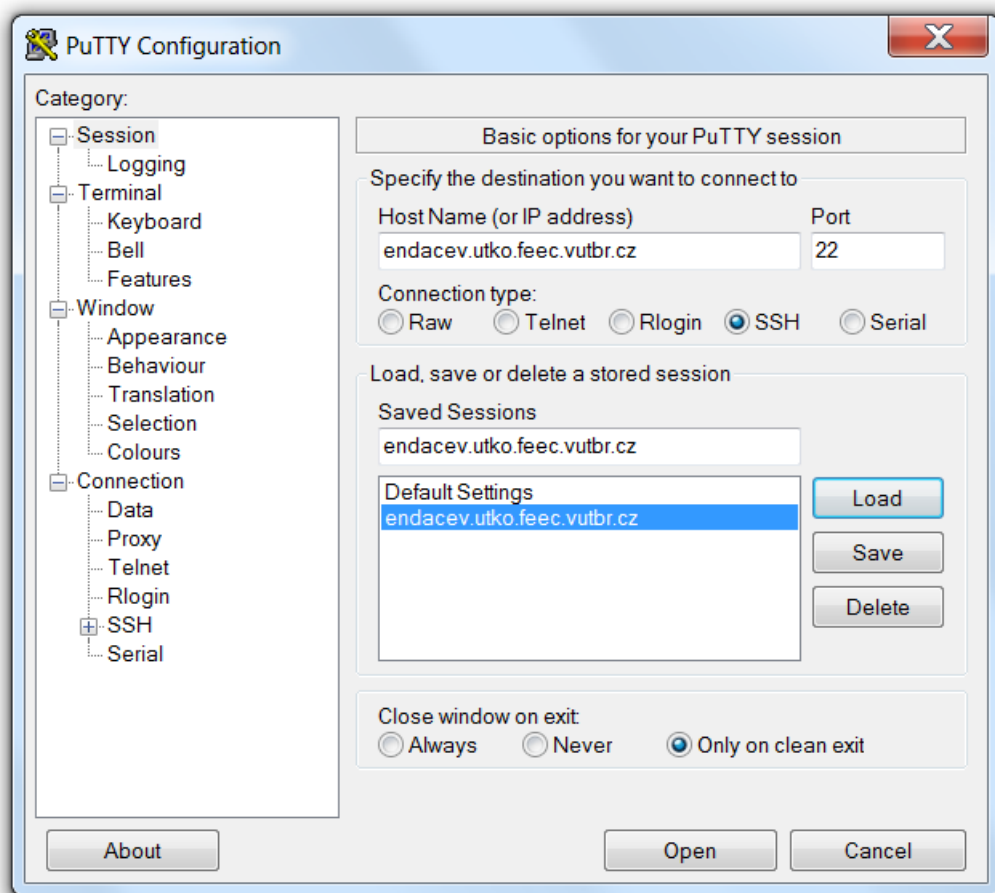 PuTTY Configuration
Category:
Session
Logging
Terminal
Keyboard
Bell
Features
Window
Appearance
Behaviour
Translation
Selection
Colours
Connection
Data
Proxy
Telnet
Rlogin
SSH
Serial
Basic options for your PuTTY session
Specify the destination you want to connect to
Host Name (or IP address) Port
endacev.utko.feec.vutbr.cz 22
Connection type:
Raw Telnet Rlogin SSH Serial
Load, save or delete a stored session
Saved Sessions
endacev.utko.feec.vutbr.cz
Default Settings
endacev.utko.feec.vutbr.cz
Load
Save
Delete
Close window on exit:
Always Never Only on clean exit
About Open Cancel